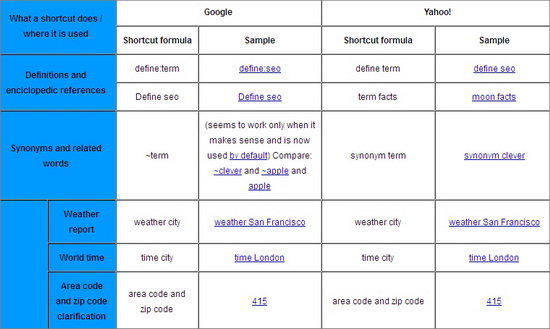 What a shortcut does /
where it is used
Google
Yahoo!
Shortcut formula
Sample
Shortcut formula
Sample
Definitions and
enciclopedic references
define:term
define:seo
define term
define seo
Define seo
Define seo
term facts
moon facts
Synonyms and related
words
~term
(seems to work only when it
makes sense and is now
used by default) Compare:
~clever and ~apple and
apple
synonym term
synonym clever
Weather
report
weather city
weather San Francisco
weather city
weather San Francisco
World time
time city
time London
time city
time London
Area code
and zip code
clarification
area code and
zip code
415
area code and zip code
415